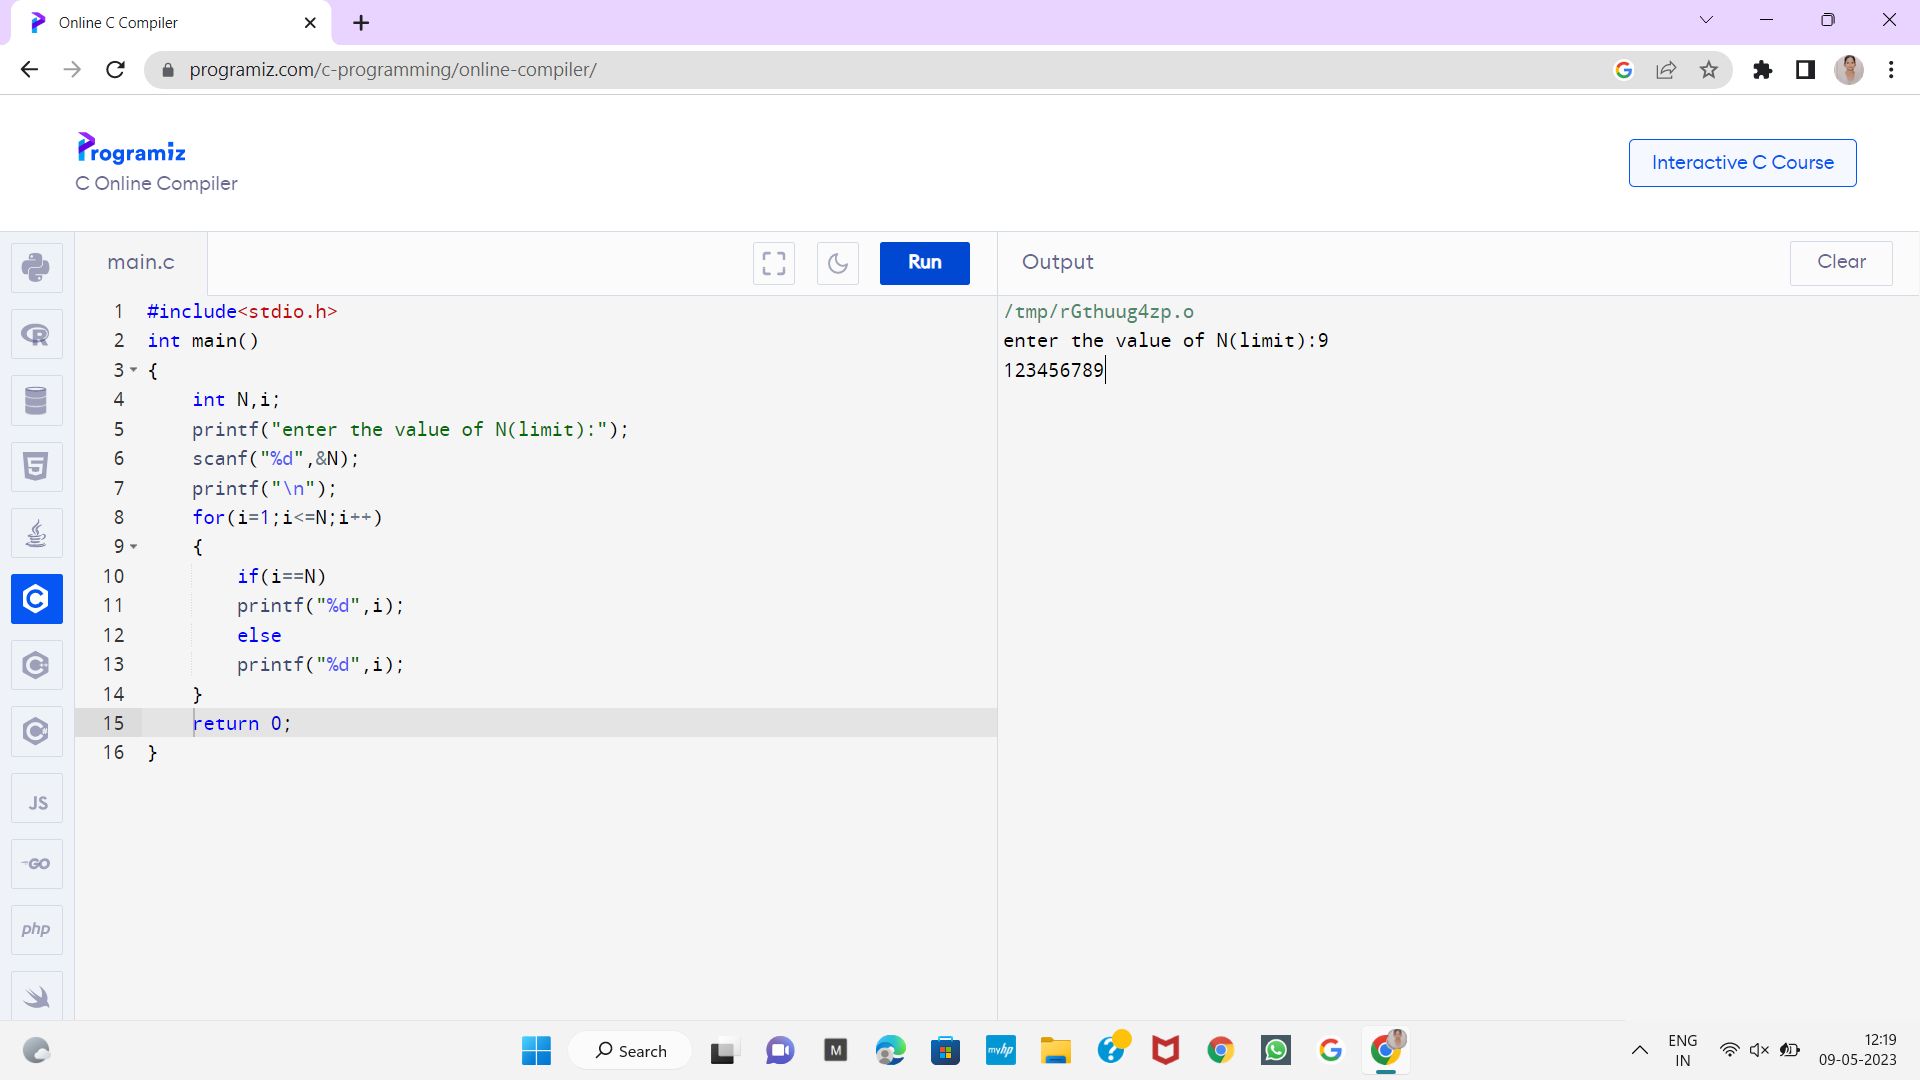 Online C Compiler
programiz.com/c-programming/online-compiler/
Programiz
C Online Compiler
Interactive C Course
main.c
Run
Output
Clear
1 #include<stdio.h>
2 int main()
3 {
4 int N,i;
5 printf("enter the value of N(limit):");
6 scanf("%d",&N);
7 printf("\n");
8 for(i=1;i<=N;i++)
9 {
10 if(i==N)
11 printf("%d",i);
12 else
13 printf("%d",i);
14 }
15 return 0;
16 }
/tmp/rGthuug4zp.o
enter the value of N(limit):9
123456789
JS
GO
php
Search
M
myhp
ENG
IN
12:19
09-05-2023